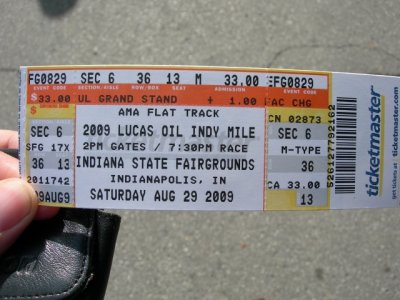 FG0829 SEC 6 36 13 M 33.00 EFG0829
EVENT CODE SECTION/AISLE ROW/BOX SEAT ADMISSION EVENT CODE
$ 33.00 UL GRAND STAND + 1.00 FAC CHG
AMA FLAT TRACK
CN 02873
SEC 6 2009 LUCAS OIL INDY MILE SEC 6
SFG 17X 2PM GATES / 7:30PM RACE M-TYPE
36 13 INDIANA STATE FAIRGROUNDS 36
2011742 INDIANAPOLIS, IN CA 33.00
09AUG9 SATURDAY AUG 29 2009 13
ticketmaster